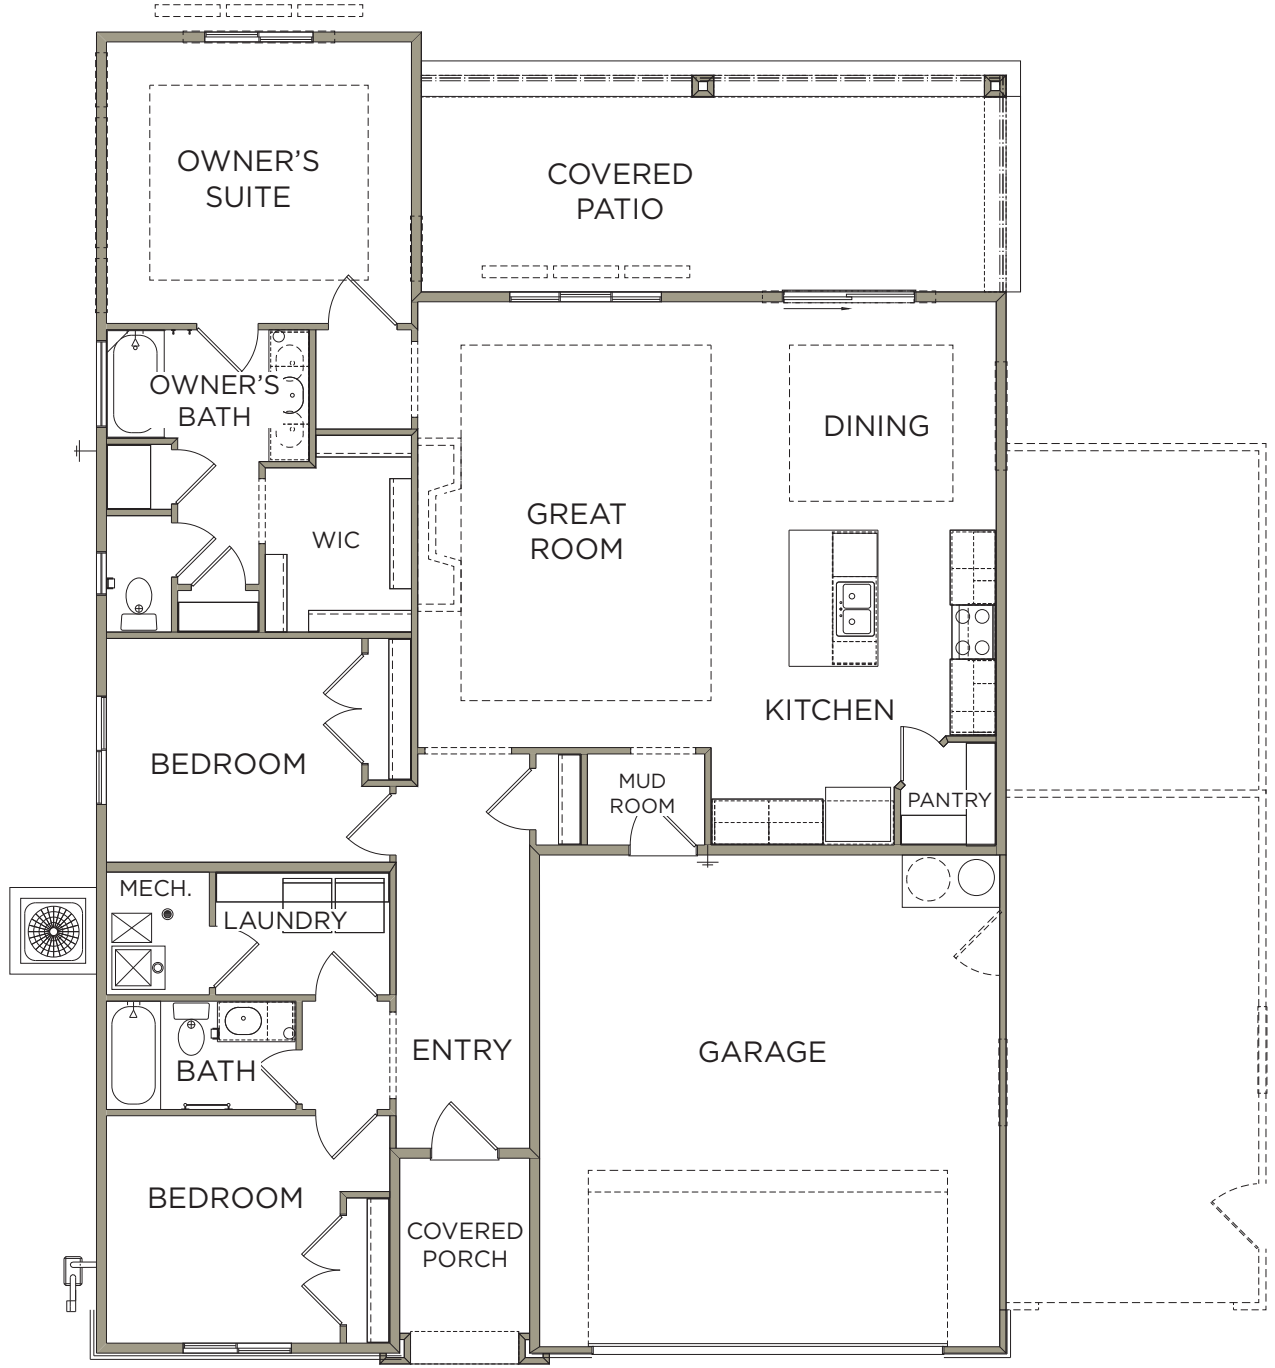 OWNER'S
SUITE
COVERED
PATIO
OWNER'S
BATH
DINING
GREAT
ROOM
WIC
KITCHEN
BEDROOM
MUD
ROOM
PANTRY
MECH.
LAUNDRY
ENTRY
GARAGE
BATH
BEDROOM
COVERED
PORCH